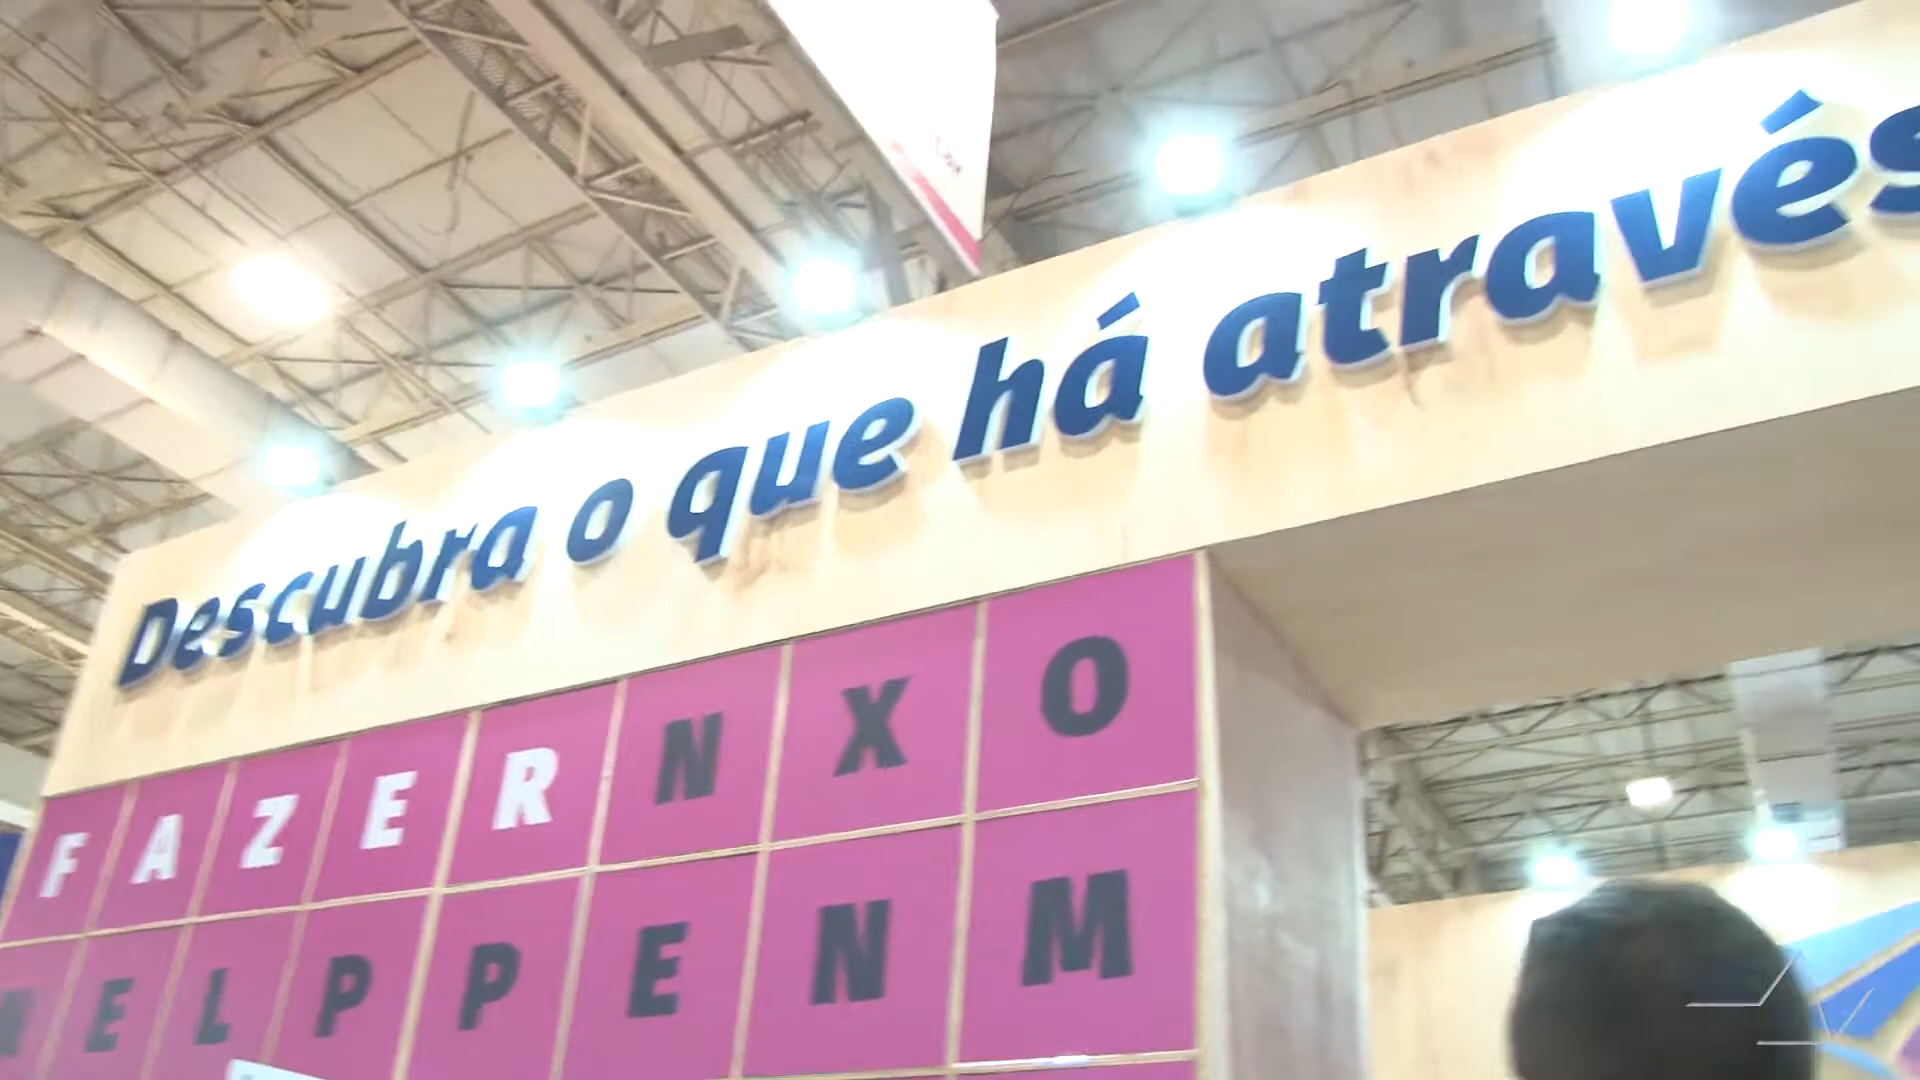 Descubra o que há através
F A Z E R N X O
E L P P E N M